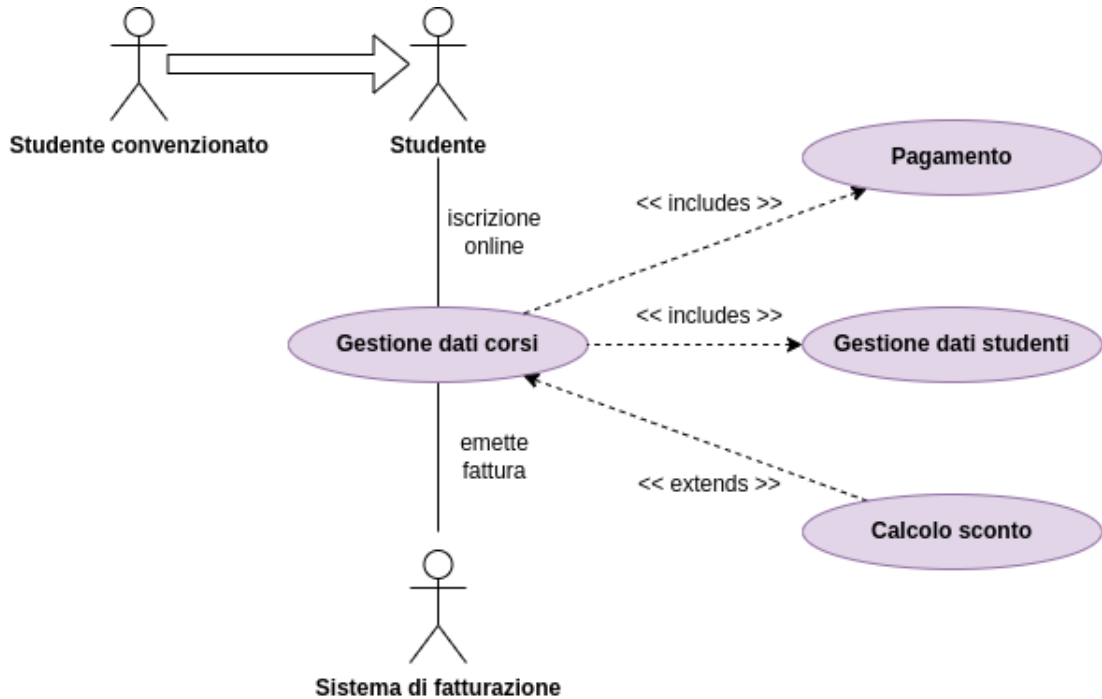 Studente convenzionato
Studente
Pagamento
<< includes >>
iscrizione
online
<< includes >>
Gestione dati corsi
Gestione dati studenti
emette
fattura
<< extends >>
Calcolo sconto
Sistema di fatturazione